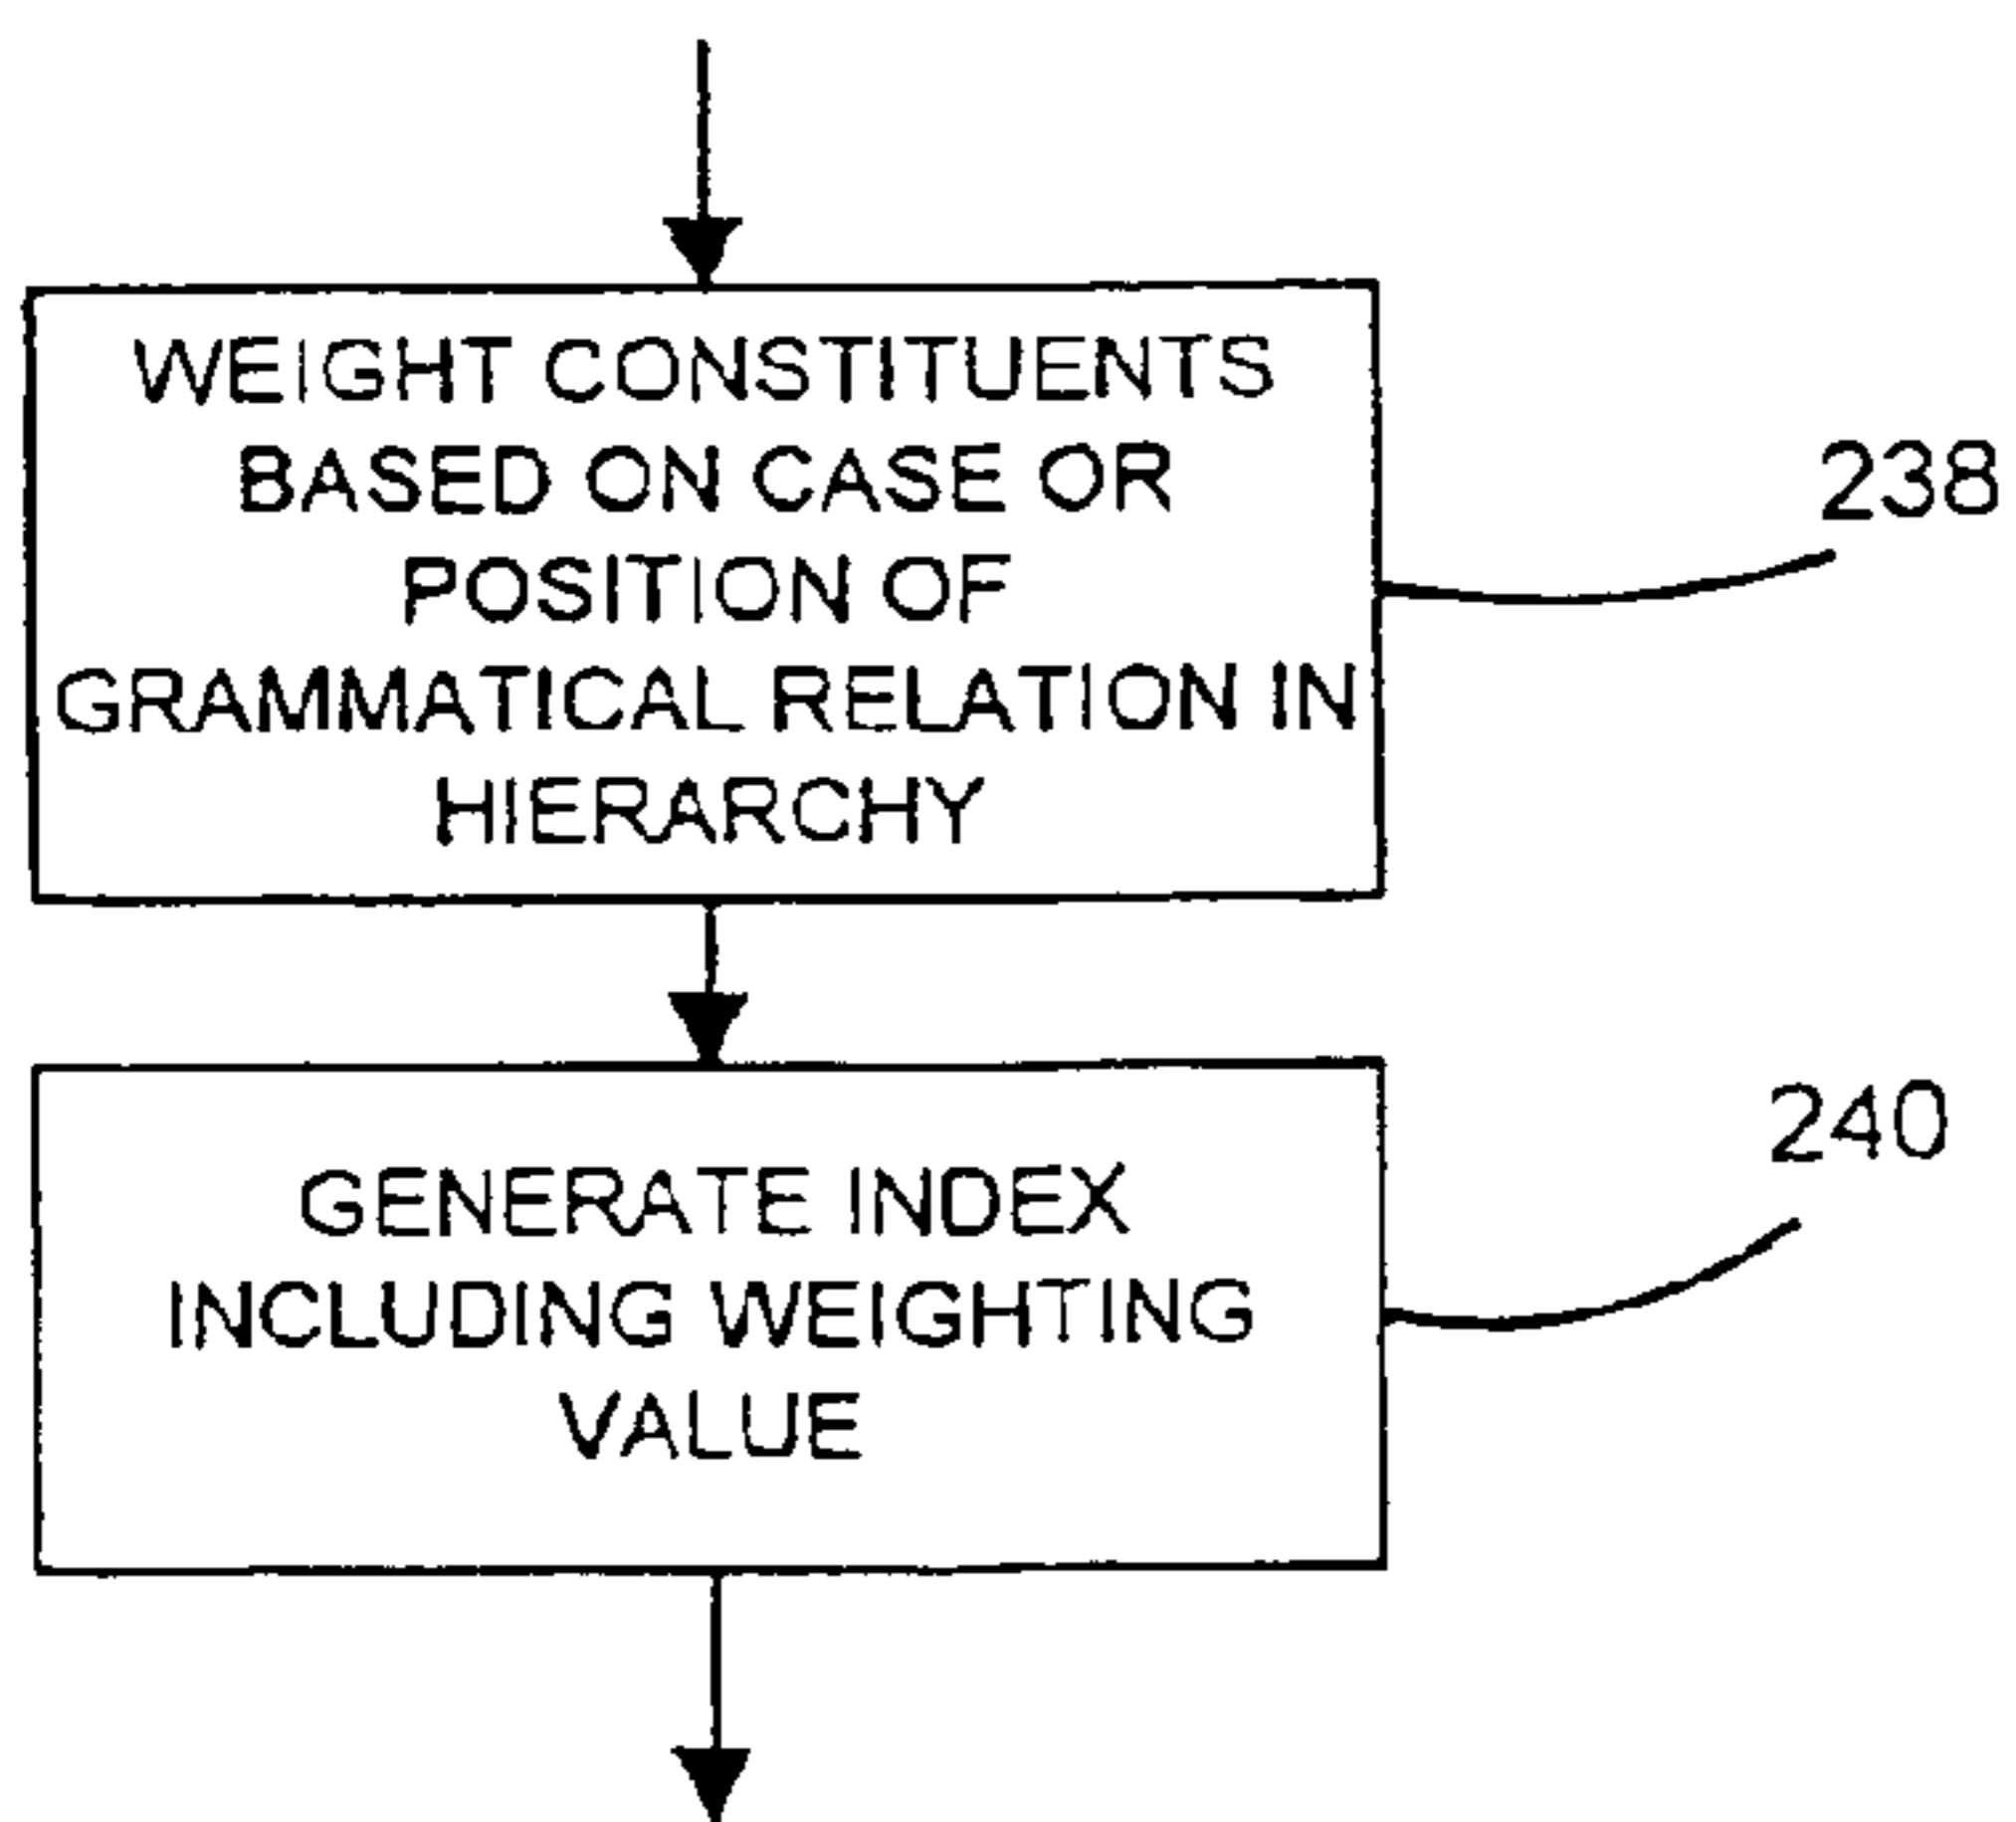 WEIGHT CONSTITUENTS
BASED ON CASE OR
POSITION OF
GRAMMATICAL RELATION IN
HIERARCHY
238
GENERATE INDEX
INCLUDING WEIGHTING
VALUE
240